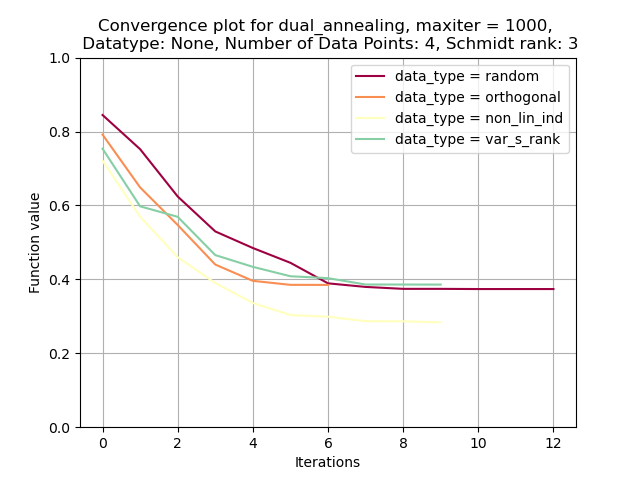 Convergence plot for dual_annealing, maxiter = 1000,
Datatype: None, Number of Data Points: 4, Schmidt rank: 3
1.0
0.8
0.6
0.4
0.2
0.0
Function value
data_type = random
data_type = orthogonal
data_type = non_lin_ind
data_type = var_s_rank
0 2 4 6 8 10 12
Iterations